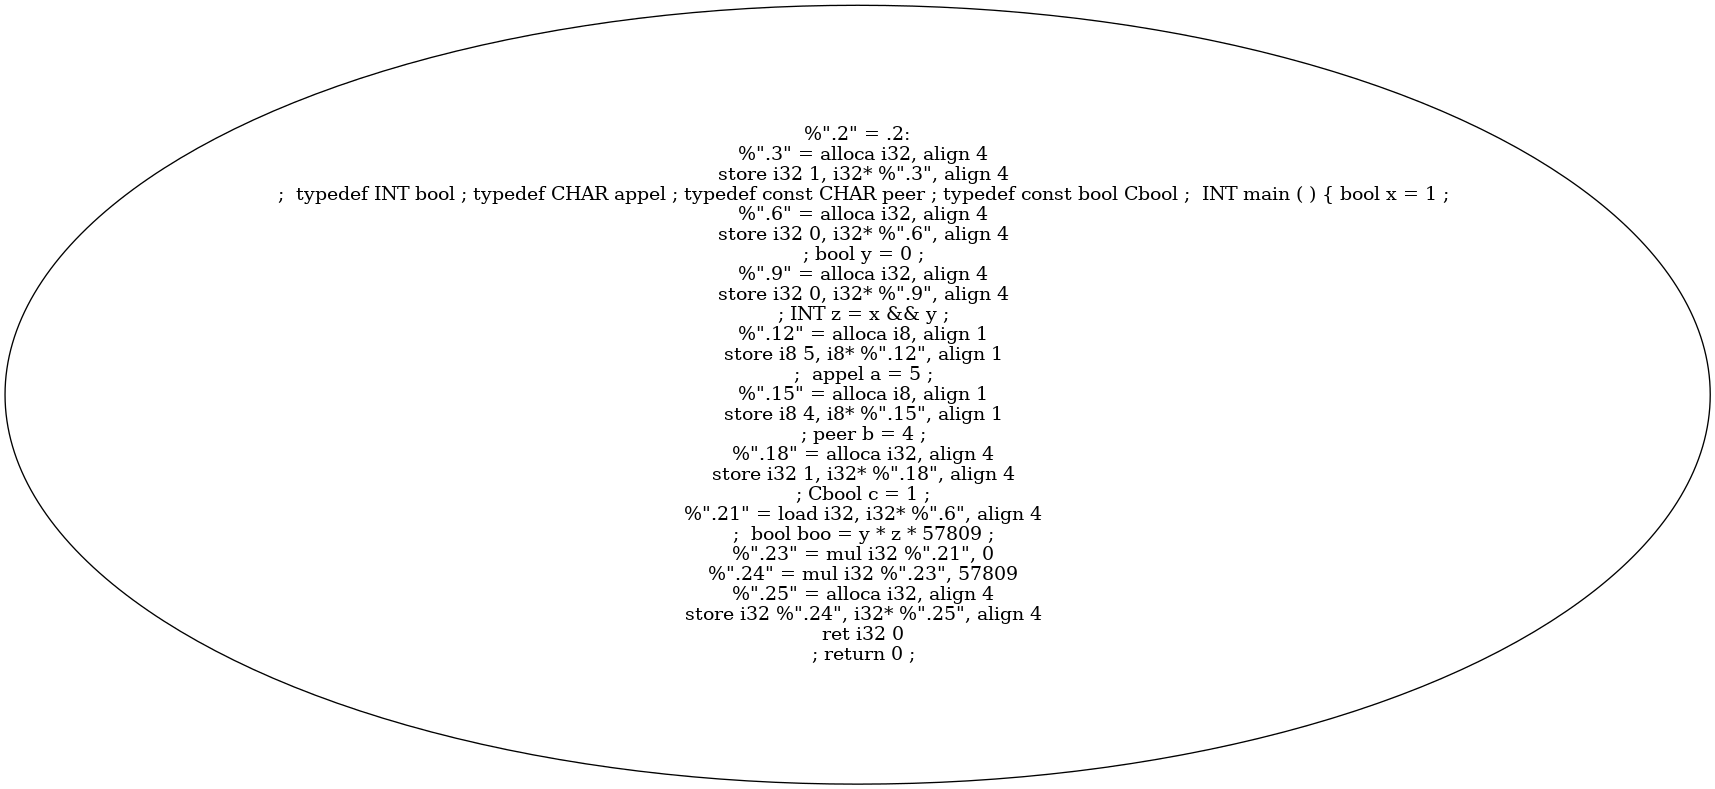 %".2" = .2:
%".3" = alloca i32, align 4
store i32 1, i32* %".3", align 4
;  typedef INT bool ; typedef CHAR appel ; typedef const CHAR peer ; typedef const bool Cbool ;  INT main ( ) { bool x = 1 ;
%".6" = alloca i32, align 4
store i32 0, i32* %".6", align 4
; bool y = 0 ;
%".9" = alloca i32, align 4
store i32 0, i32* %".9", align 4
; INT z = x && y ;
%".12" = alloca i8, align 1
store i8 5, i8* %".12", align 1
;  appel a = 5 ;
%".15" = alloca i8, align 1
store i8 4, i8* %".15", align 1
; peer b = 4 ;
%".18" = alloca i32, align 4
store i32 1, i32* %".18", align 4
; Cbool c = 1 ;
%".21" = load i32, i32* %".6", align 4
;  bool boo = y * z * 57809 ;
%".23" = mul i32 %".21", 0
%".24" = mul i32 %".23", 57809
%".25" = alloca i32, align 4
store i32 %".24", i32* %".25", align 4
ret i32 0
; return 0 ;